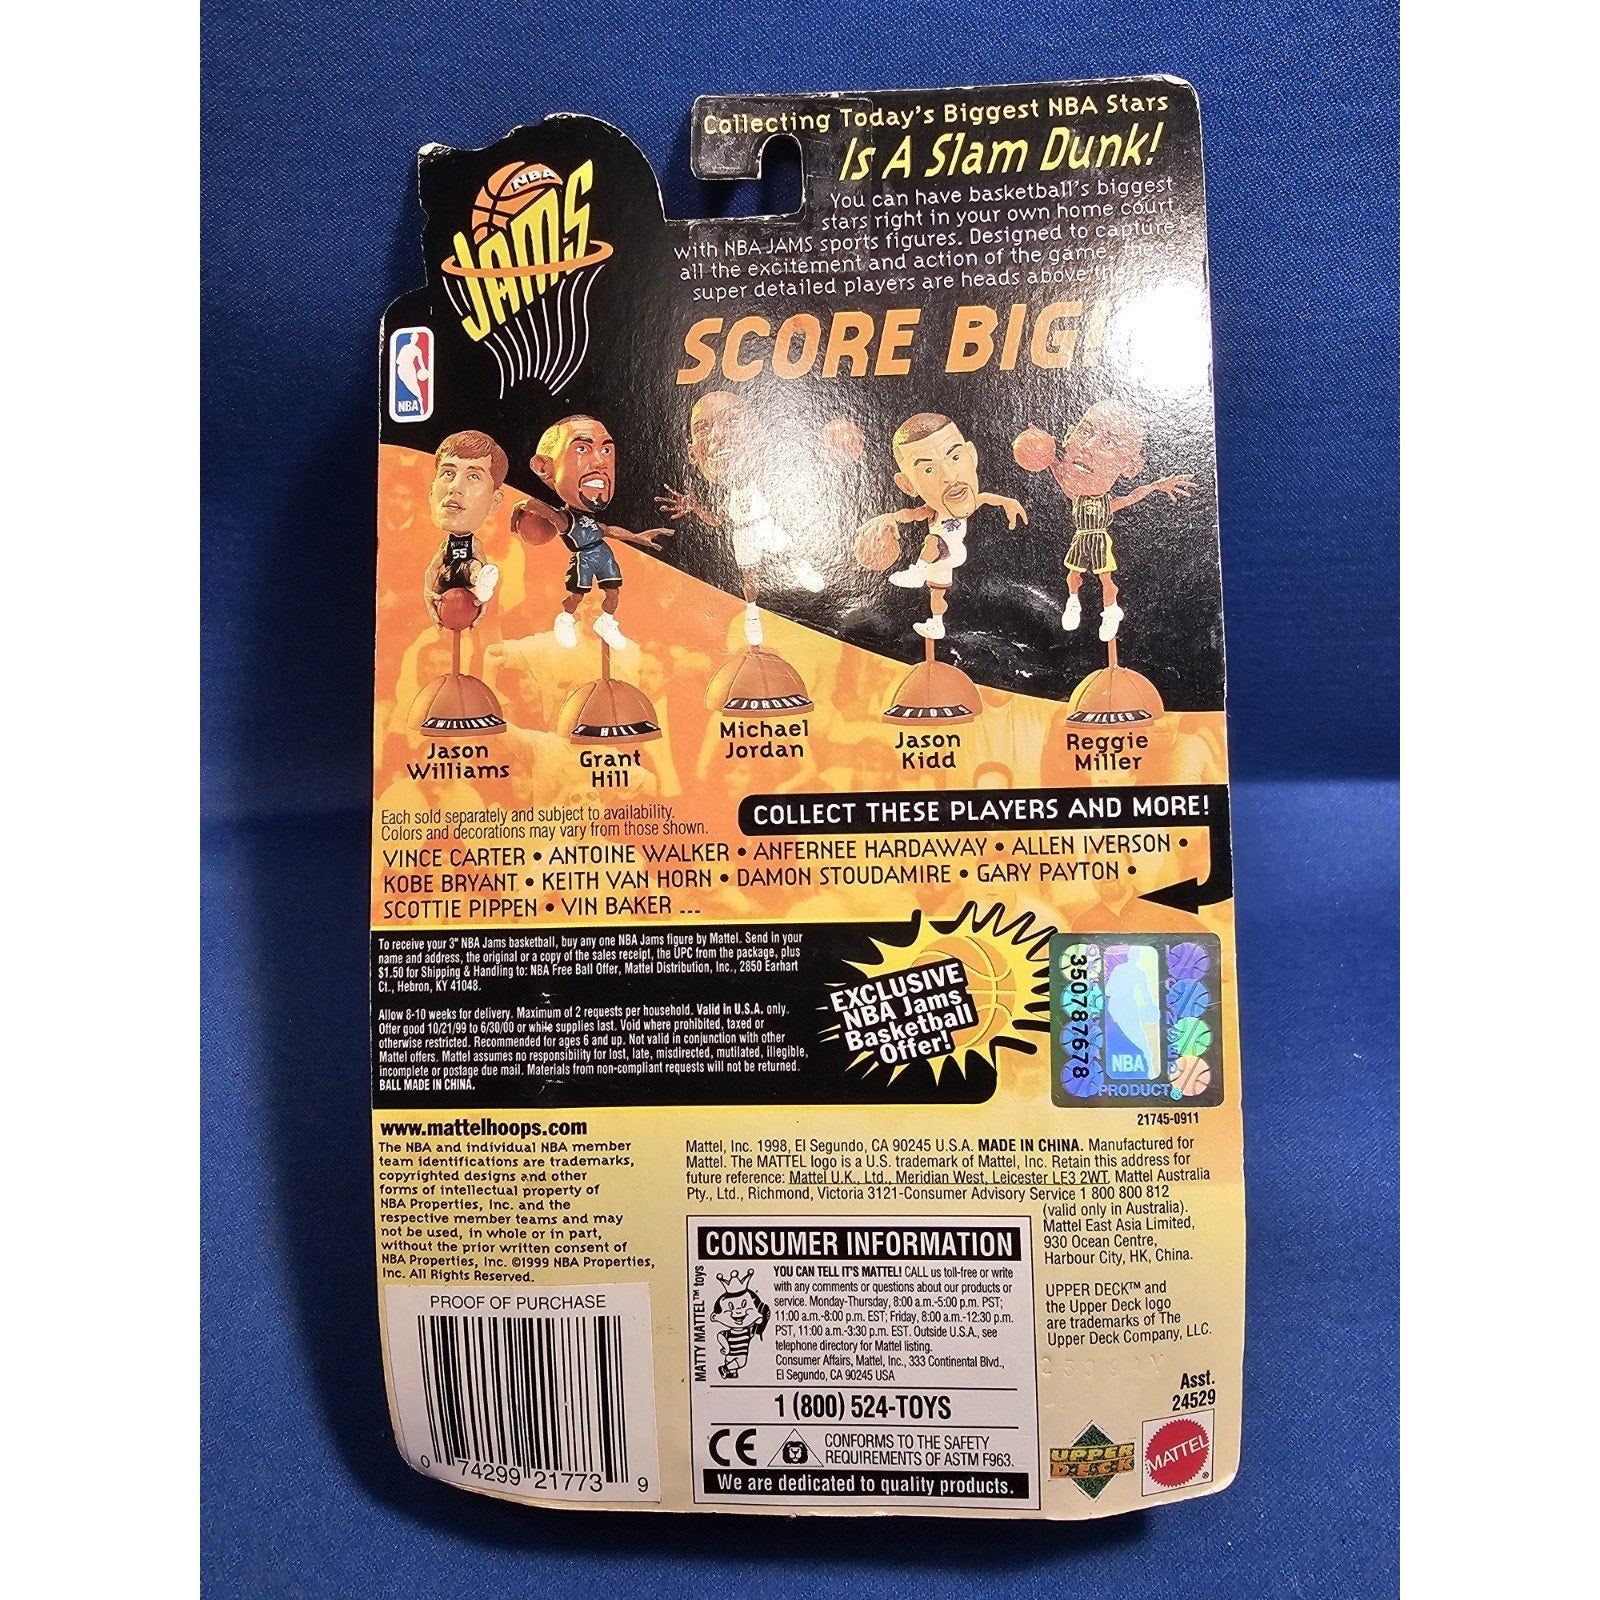 Collecting Today's Biggest NBA Stars
Is A Slam Dunk!
You can have basketball's biggest
stars right in your own home court
with NBA JAMS sports figures. Designed to capture
all the excitement and action of the game, these
super detailed players are heads above
SCORE BIG!
NBA
JAMS
NBA
KINGS
55
WILLIAMS
HILL
JORDAN
KIDD
MILLER
Jason
Williams
Grant
Hill
Michael
Jordan
Jason
Kidd
Reggie
Miller
Each sold separately and subject to availability.
Colors and decorations may vary from those shown.
COLLECT THESE PLAYERS AND MORE!
VINCE CARTER • ANTOINE WALKER • ANFERNEE HARDAWAY • ALLEN IVERSON •
KOBE BRYANT • KEITH VAN HORN • DAMON STOUDAMIRE • GARY PAYTON •
SCOTTIE PIPPEN • VIN BAKER ...
To receive your 3" NBA Jams basketball, buy any one NBA Jams figure by Mattel. Send in your
name and address, the original or a copy of the sales receipt, the UPC from the package, plus
$1.50 for Shipping & Handling to: NBA Free Ball Offer, Mattel Distribution, Inc., 2850 Earhart
Ct., Hebron, KY 41048.
Allow 8-10 weeks for delivery. Maximum of 2 requests per household. Valid in U.S.A. only.
Offer good 10/21/99 to 6/30/00 or while supplies last. Void where prohibited, taxed or
otherwise restricted. Recommended for ages 6 and up. Not valid in conjunction with other
Mattel offers. Mattel assumes no responsibility for lost, late, misdirected, mutilated, illegible,
incomplete or postage due mail. Materials from non-compliant requests will not be returned.
BALL MADE IN CHINA.
EXCLUSIVE
NBA Jams
Basketball
Offer!
350787678
NBA
PRODUCT®
21745-0911
www.mattelhoops.com
The NBA and individual NBA member
team identifications are trademarks,
copyrighted designs and other
forms of intellectual property of
NBA Properties, Inc. and the
respective member teams and may
not be used, in whole or in part,
without the prior written consent of
NBA Properties, Inc. ©1999 NBA Properties,
Inc. All Rights Reserved.
Mattel, Inc. 1998, El Segundo, CA 90245 U.S.A. MADE IN CHINA. Manufactured for
Mattel. The MATTEL logo is a U.S. trademark of Mattel, Inc. Retain this address for
future reference: Mattel U.K., Ltd., Meridian West, Leicester LE3 2WT. Mattel Australia
Pty., Ltd., Richmond, Victoria 3121-Consumer Advisory Service 1 800 800 812
(valid only in Australia).
Mattel East Asia Limited,
930 Ocean Centre,
Harbour City, HK, China.
UPPER DECK™ and
the Upper Deck logo
are trademarks of The
Upper Deck Company, LLC.
CONSUMER INFORMATION
MATTY MATTEL™ toys
YOU CAN TELL IT'S MATTEL! CALL us toll-free or write
with any comments or questions about our products or
service. Monday-Thursday, 8:00 a.m.-5:00 p.m. PST;
11:00 a.m.-8:00 p.m. EST; Friday, 8:00 a.m.-12:30 p.m.
PST, 11:00 a.m.-3:30 p.m. EST. Outside U.S.A., see
telephone directory for Mattel listing.
Consumer Affairs, Mattel, Inc., 333 Continental Blvd.,
El Segundo, CA 90245 USA
1 (800) 524-TOYS
CE
CONFORMS TO THE SAFETY
REQUIREMENTS OF ASTM F963.
We are dedicated to quality products.
PROOF OF PURCHASE
0 74299 21773 9
Asst.
24529
UPPER
DECK
MATTEL
®